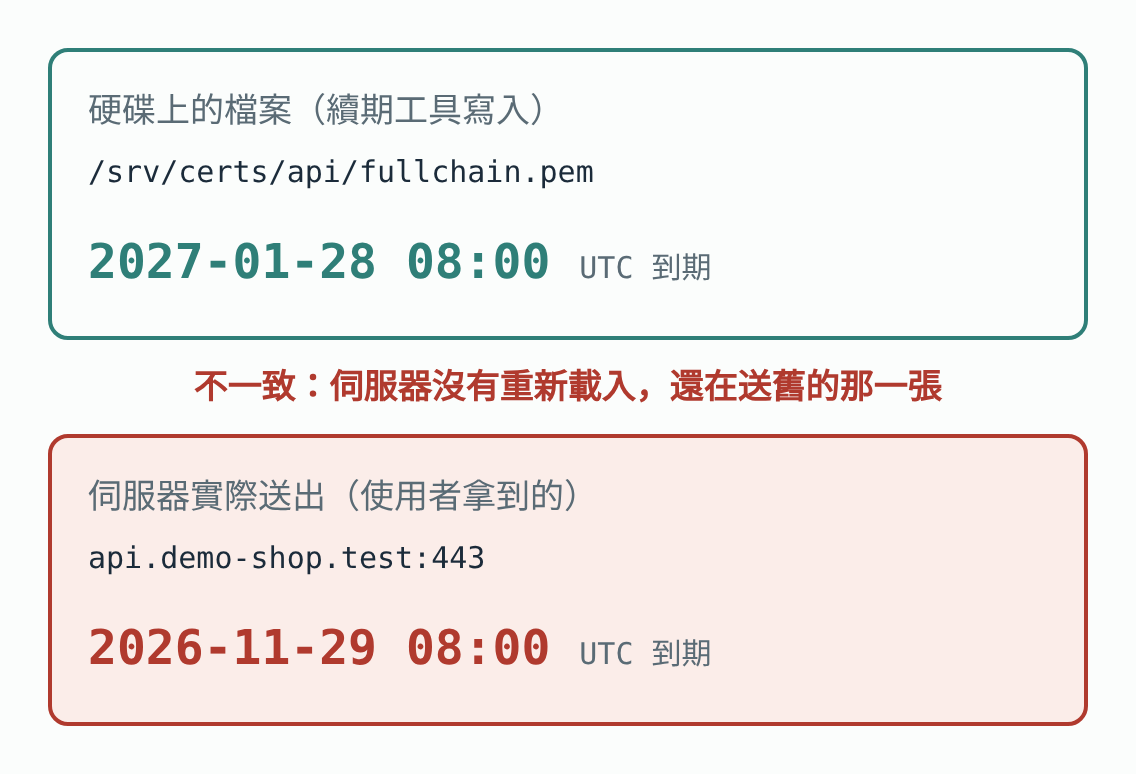 硬碟上的檔案（續期工具寫入）
/srv/certs/api/fullchain.pem
2027-01-28 08:00 UTC 到期
不一致：伺服器沒有重新載入，還在送舊的那一張
伺服器實際送出（使用者拿到的）
api.demo-shop.test:443
2026-11-29 08:00 UTC 到期